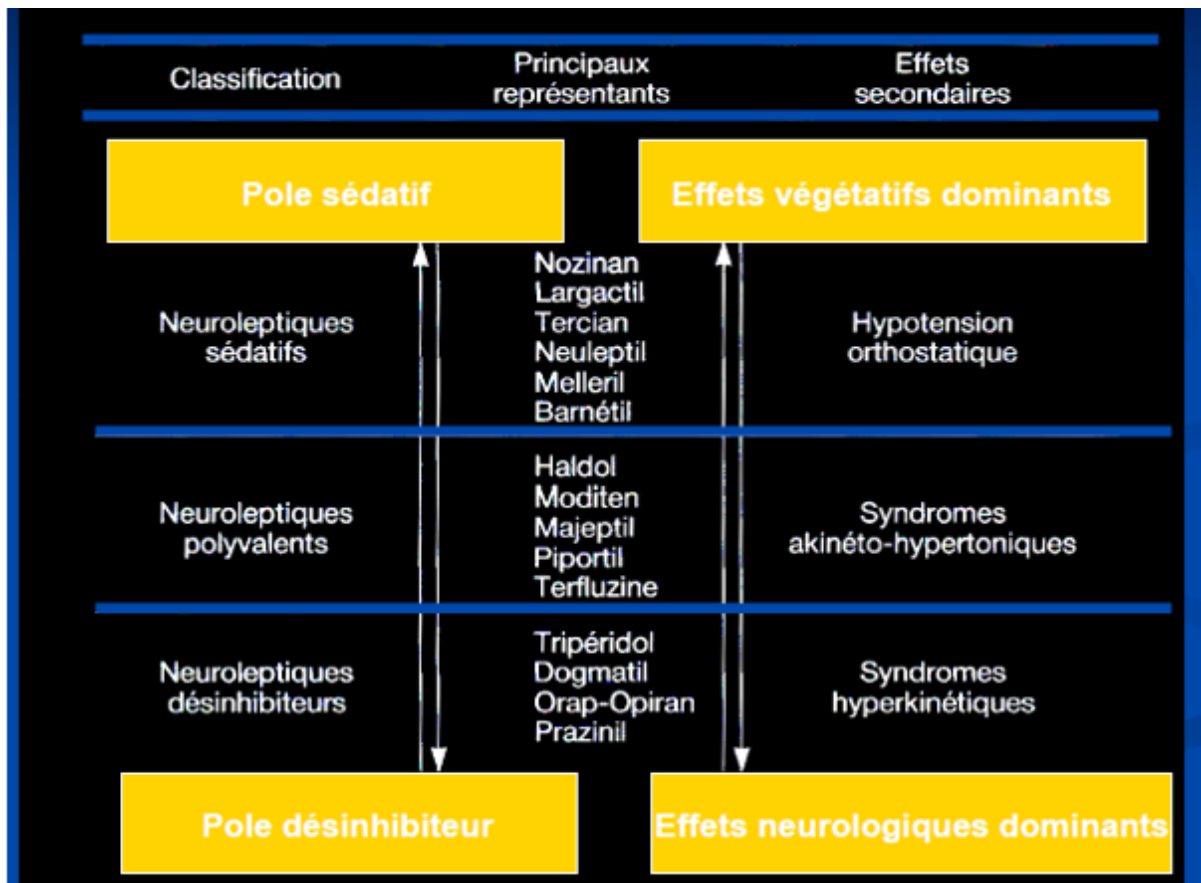 Classification
Principaux
représentants
Effets
secondaires
Pole sédatif
Effets végétatifs dominants
Neuroleptiques
sédatifs
Nozinan
Largactil
Tercian
Neuleptil
Melleril
Barnétil
Hypotension
orthostatique
Neuroleptiques
polyvalents
Haldol
Moditen
Majeptil
Piportil
Terfluzine
Syndromes
akinéto-hypertoniques
Neuroleptiques
désinhibiteurs
Tripéridol
Dogmatil
Orap-Opiran
Prazinil
Syndromes
hyperkinétiques
Pole désinhibiteur
Effets neurologiques dominants